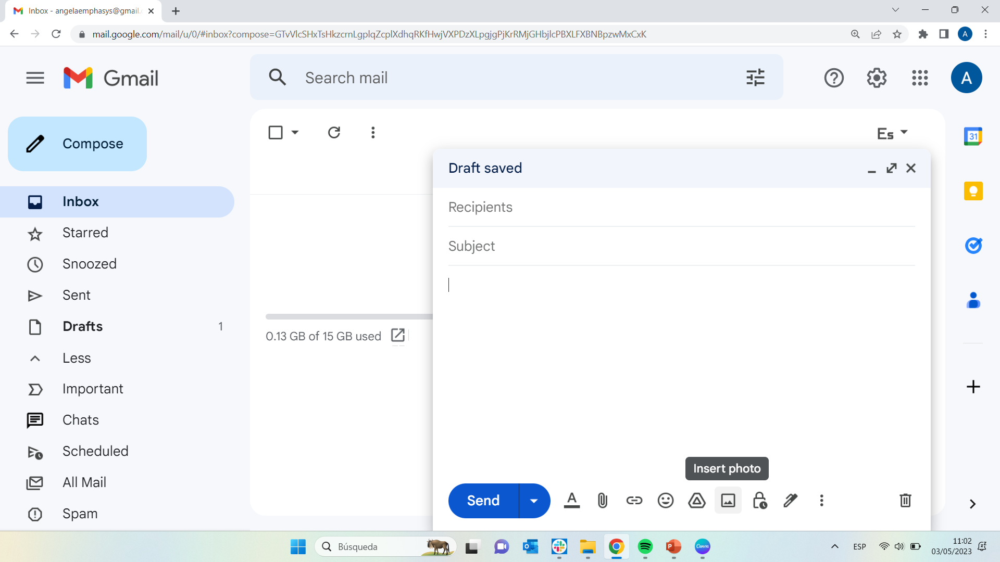 Inbox - angelaemphasys@gmail.
mail.google.com/mail/u/0/#inbox?compose=GTvVlcSHxTsHkzcrnLgplqZcplXdhqRKfHwjVXPDzXLpgjgPjKrRMjGHbjlcPBXLFXBNBpzwMxCxK
A
Gmail
Search mail
A
Compose
Es
31
Draft saved
Inbox
Recipients
Starred
Subject
Snoozed
Sent
Drafts 1
0.13 GB of 15 GB used
Less
Important
Chats
Scheduled
Insert photo
All Mail
Send
A
Spam
Búsqueda
Canva
ESP
11:02
03/05/2023